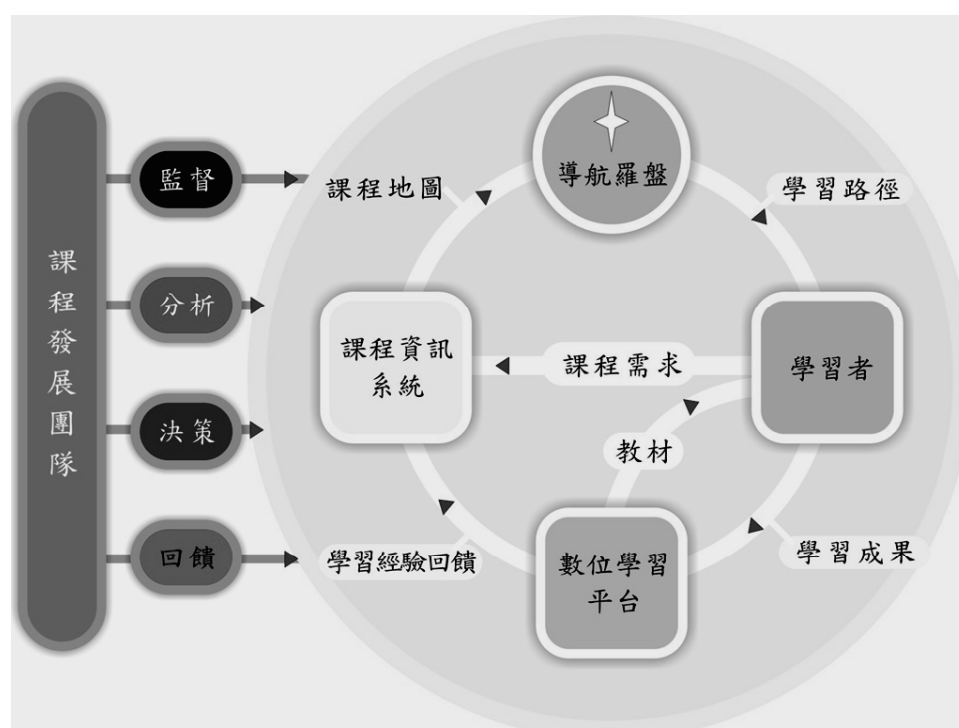 課程發展團隊
監督
分析
決策
回饋
課程地圖
導航羅盤
學習路徑
課程資訊
系統
課程需求
學習者
教材
學習經驗回饋
數位學習
平台
學習成果